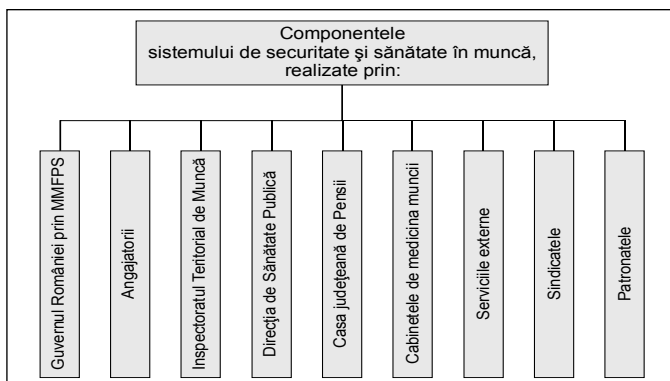 Componentele
sistemului de securitate şi sănătate în muncă,
realizate prin:
Guvernul României prin MMFPS
Angajatorii
Inspectoratul Teritorial de Muncă
Direcţia de Sănătate Publică
Casa judeţeană de Pensii
Cabinetele de medicina muncii
Serviciile externe
Sindicatele
Patronatele